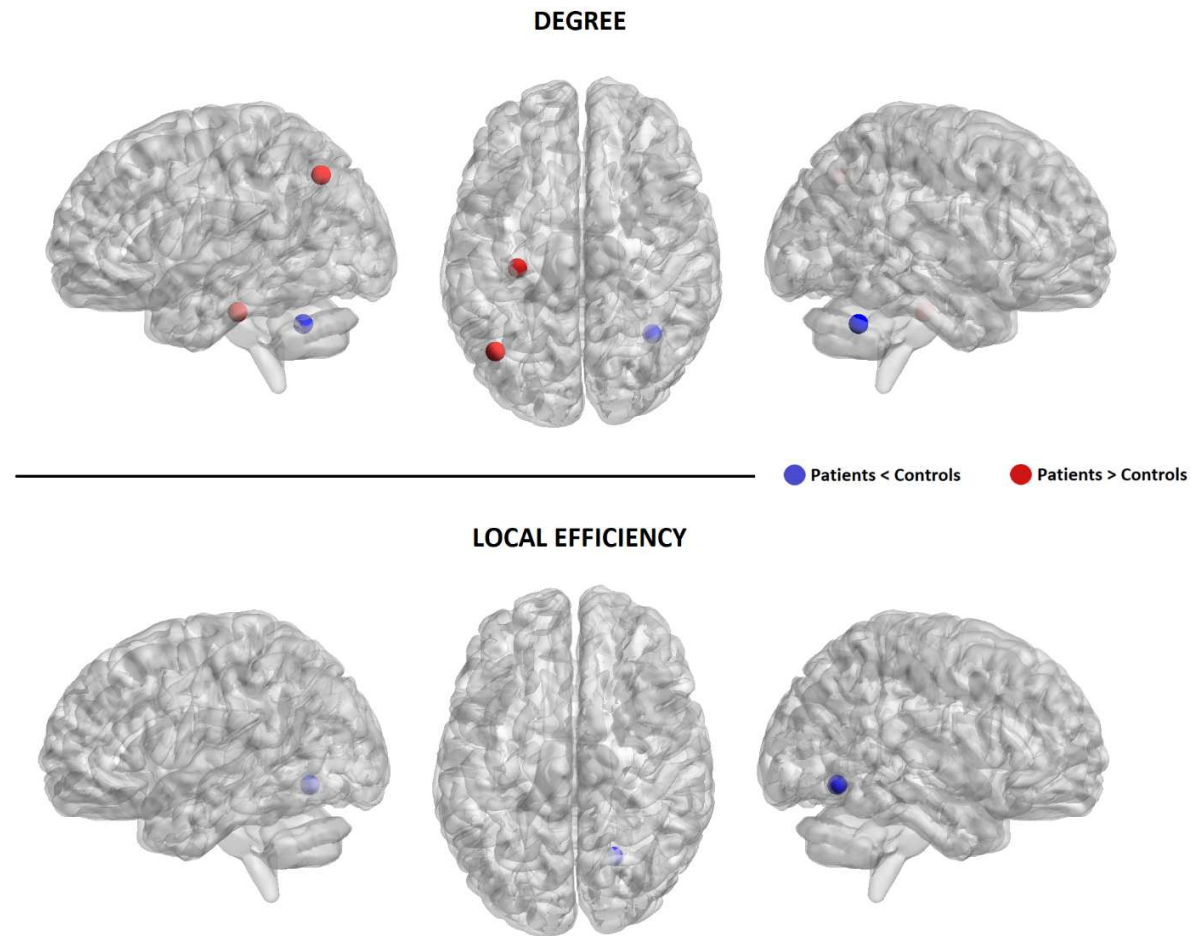 DEGREE
Patients < Controls
Patients > Controls
LOCAL EFFICIENCY